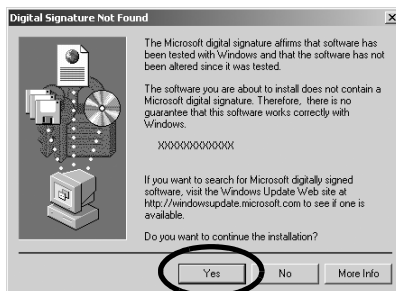 Digital Signature Not Found
The Microsoft digital signature affirms that software has
been tested with Windows and that the software has not
been altered since it was tested.
The software you are about to install does not contain a
Microsoft digital signature. Therefore, there is no
guarantee that this software works correctly with
Windows.
XXXXXXXXXXXX
If you want to search for Microsoft digitally signed
software, visit the Windows Update Web site at
http://windowsupdate.microsoft.com to see if one is
available.
Do you want to continue the installation?
Yes No More Info